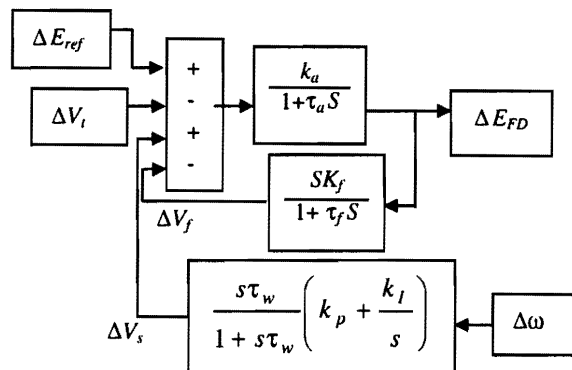 ΔE_ref
ΔV_t
+
-
+
-
k_a
1+τ_a S
ΔE_FD
SK_f
1+ τ_f S
ΔV_f
sτ_w
1 + sτ_w
( k_p + k_I / s )
ΔV_s
Δω